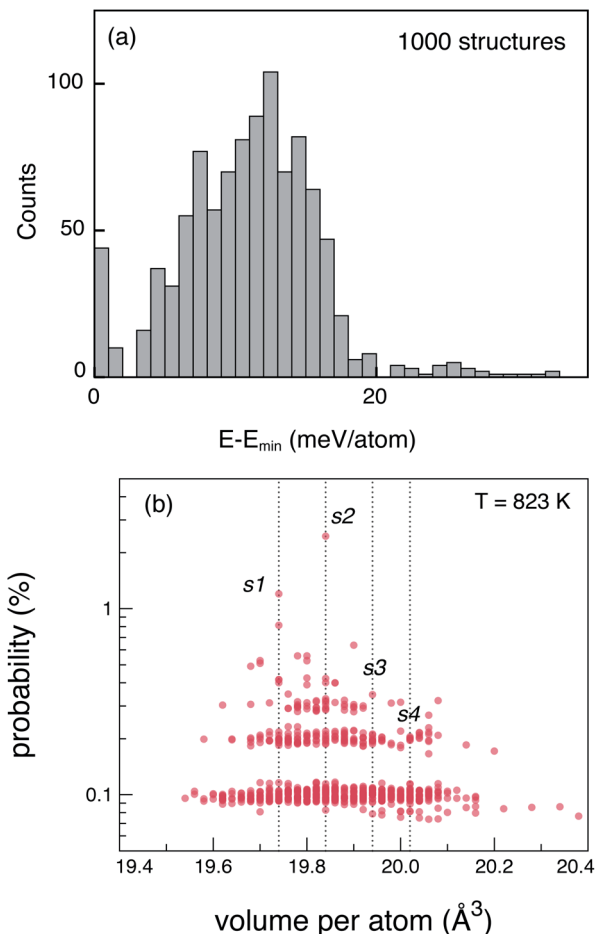 (a)
1000 structures
100
50
0
Counts
0
20
E-Emin (meV/atom)
(b)
T = 823 K
s2
s1
1
s3
s4
0.1
probability (%)
19.4
19.6
19.8
20.0
20.2
20.4
volume per atom (Å3)